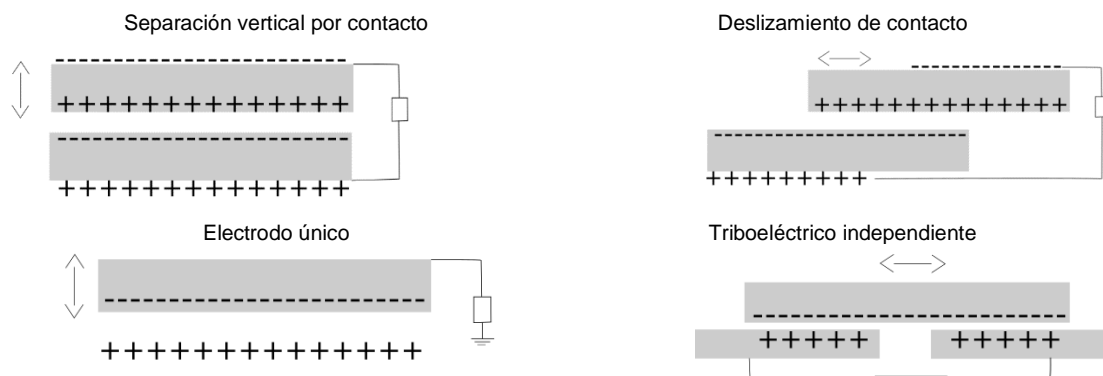 Separación vertical por contacto
Deslizamiento de contacto
Electrodo único
Triboeléctrico independiente